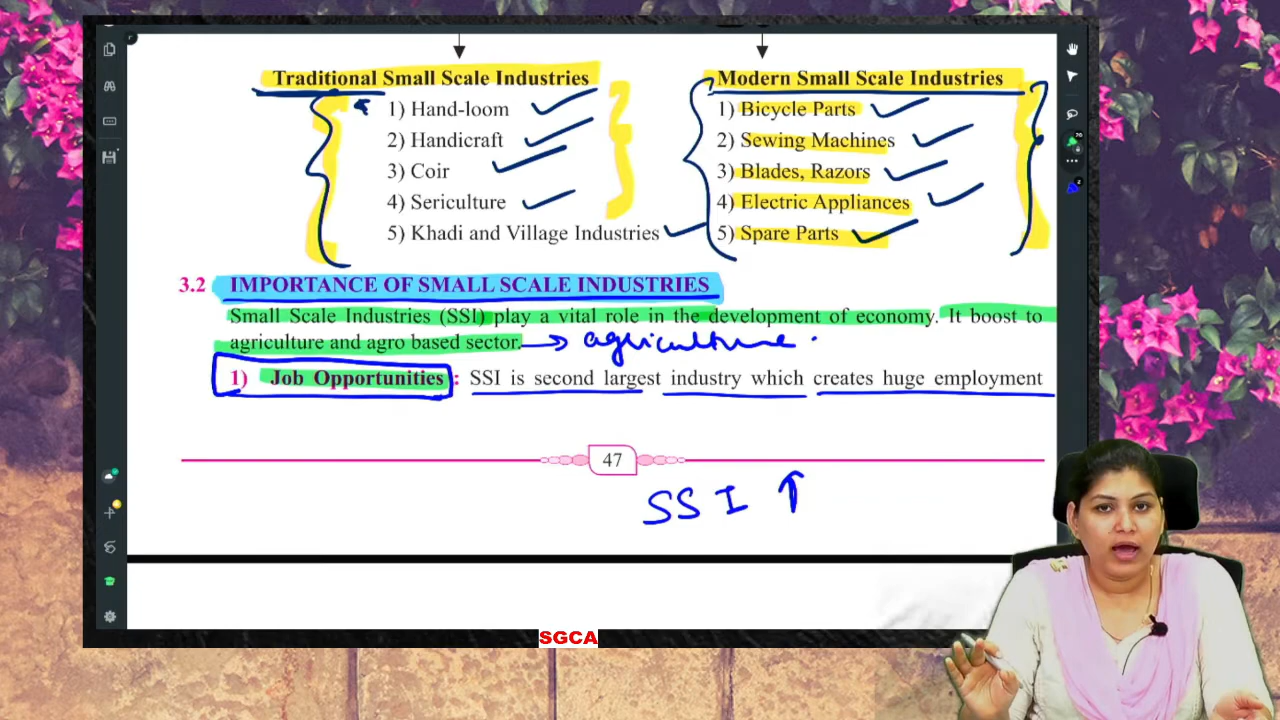 Traditional Small Scale Industries
1) Hand-loom
2) Handicraft
3) Coir
4) Sericulture
5) Khadi and Village Industries
Modern Small Scale Industries
1) Bicycle Parts
2) Sewing Machines
3) Blades, Razors
4) Electric Appliances
5) Spare Parts
3.2 IMPORTANCE OF SMALL SCALE INDUSTRIES
Small Scale Industries (SSI) play a vital role in the development of economy. It boost to
agriculture and agro based sector. → agriculture.
1) Job Opportunities : SSI is second largest industry which creates huge employment
47
SSI ↑
SGCA